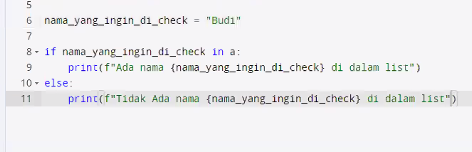 5
6 nama_yang_ingin_di_check = "Budi"
7
8 if nama_yang_ingin_di_check in a:
9     print(f"Ada nama {nama_yang_ingin_di_check} di dalam list")
10 else:
11     print(f"Tidak Ada nama {nama_yang_ingin_di_check} di dalam list")